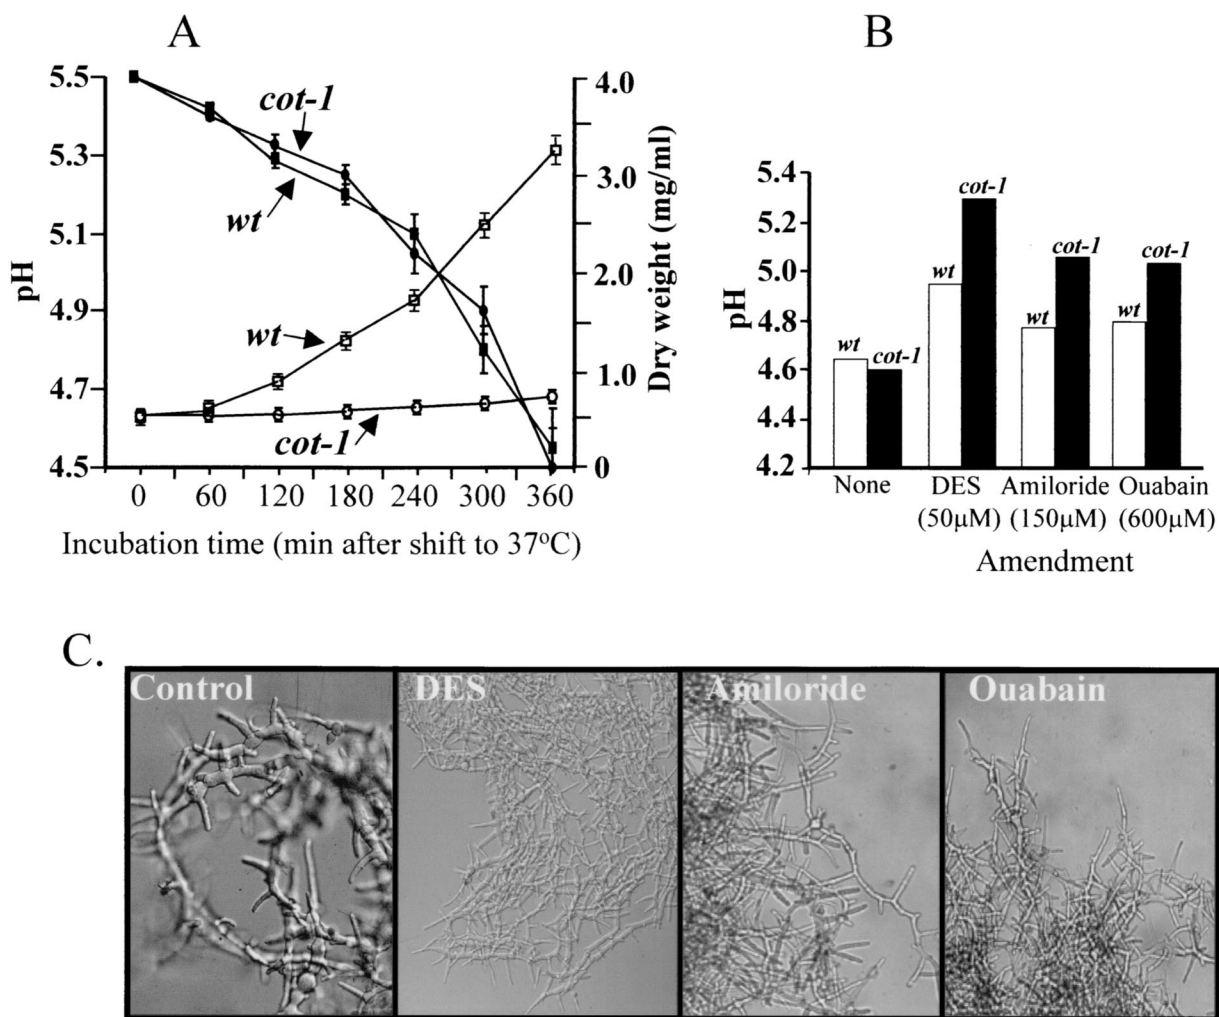 A
5.5
5.3
5.1
4.9
4.7
4.5
pH
cot-1
wt
wt
cot-1
4.0
3.0
2.0
1.0
0
Dry weight (mg/ml)
0 60 120 180 240 300 360
Incubation time (min after shift to 37ºC)
B
5.4
5.2
5.0
4.8
4.6
4.4
4.2
pH
wt cot-1
wt cot-1
wt cot-1
wt cot-1
None DES Amiloride Ouabain
(50µM) (150µM) (600µM)
Amendment
C.
Control DES Amiloride Ouabain